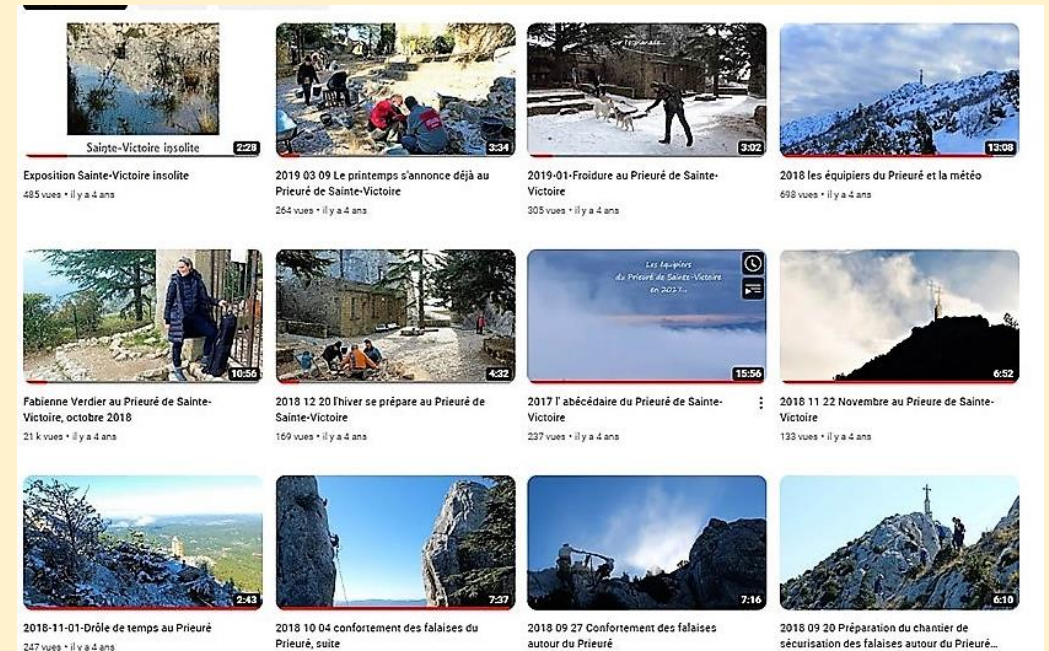 Sainte-Victoire insolite
2:28
Exposition Sainte-Victoire insolite
485 vues • il y a 4 ans
3:34
2019 03 09 Le printemps s'annonce déjà au
Prieuré de Sainte-Victoire
264 vues • il y a 4 ans
Sur l'esplanade...
3:02
2019-01-Froidure au Prieuré de Sainte-
Victoire
305 vues • il y a 4 ans
13:08
2018 les équipiers du Prieuré et la météo
698 vues • il y a 4 ans
10:56
Fabienne Verdier au Prieuré de Sainte-
Victoire, octobre 2018
21 k vues • il y a 4 ans
4:32
2018 12 20 l'hiver se prépare au Prieuré de
Sainte-Victoire
169 vues • il y a 4 ans
Les équipiers
du Prieuré de Sainte-Victoire
en 2017...
15:56
2017 l' abécédaire du Prieuré de Sainte-
Victoire
237 vues • il y a 4 ans
6:52
2018 11 22 Novembre au Prieure de Sainte-
Victoire
133 vues • il y a 4 ans
2:43
2018-11-01-Drôle de temps au Prieuré
247 vues • il y a 4 ans
7:37
2018 10 04 confortement des falaises du
Prieuré, suite
7:16
2018 09 27 Confortement des falaises
autour du Prieuré
6:10
2018 09 20 Préparation du chantier de
sécurisation des falaises autour du Prieuré...